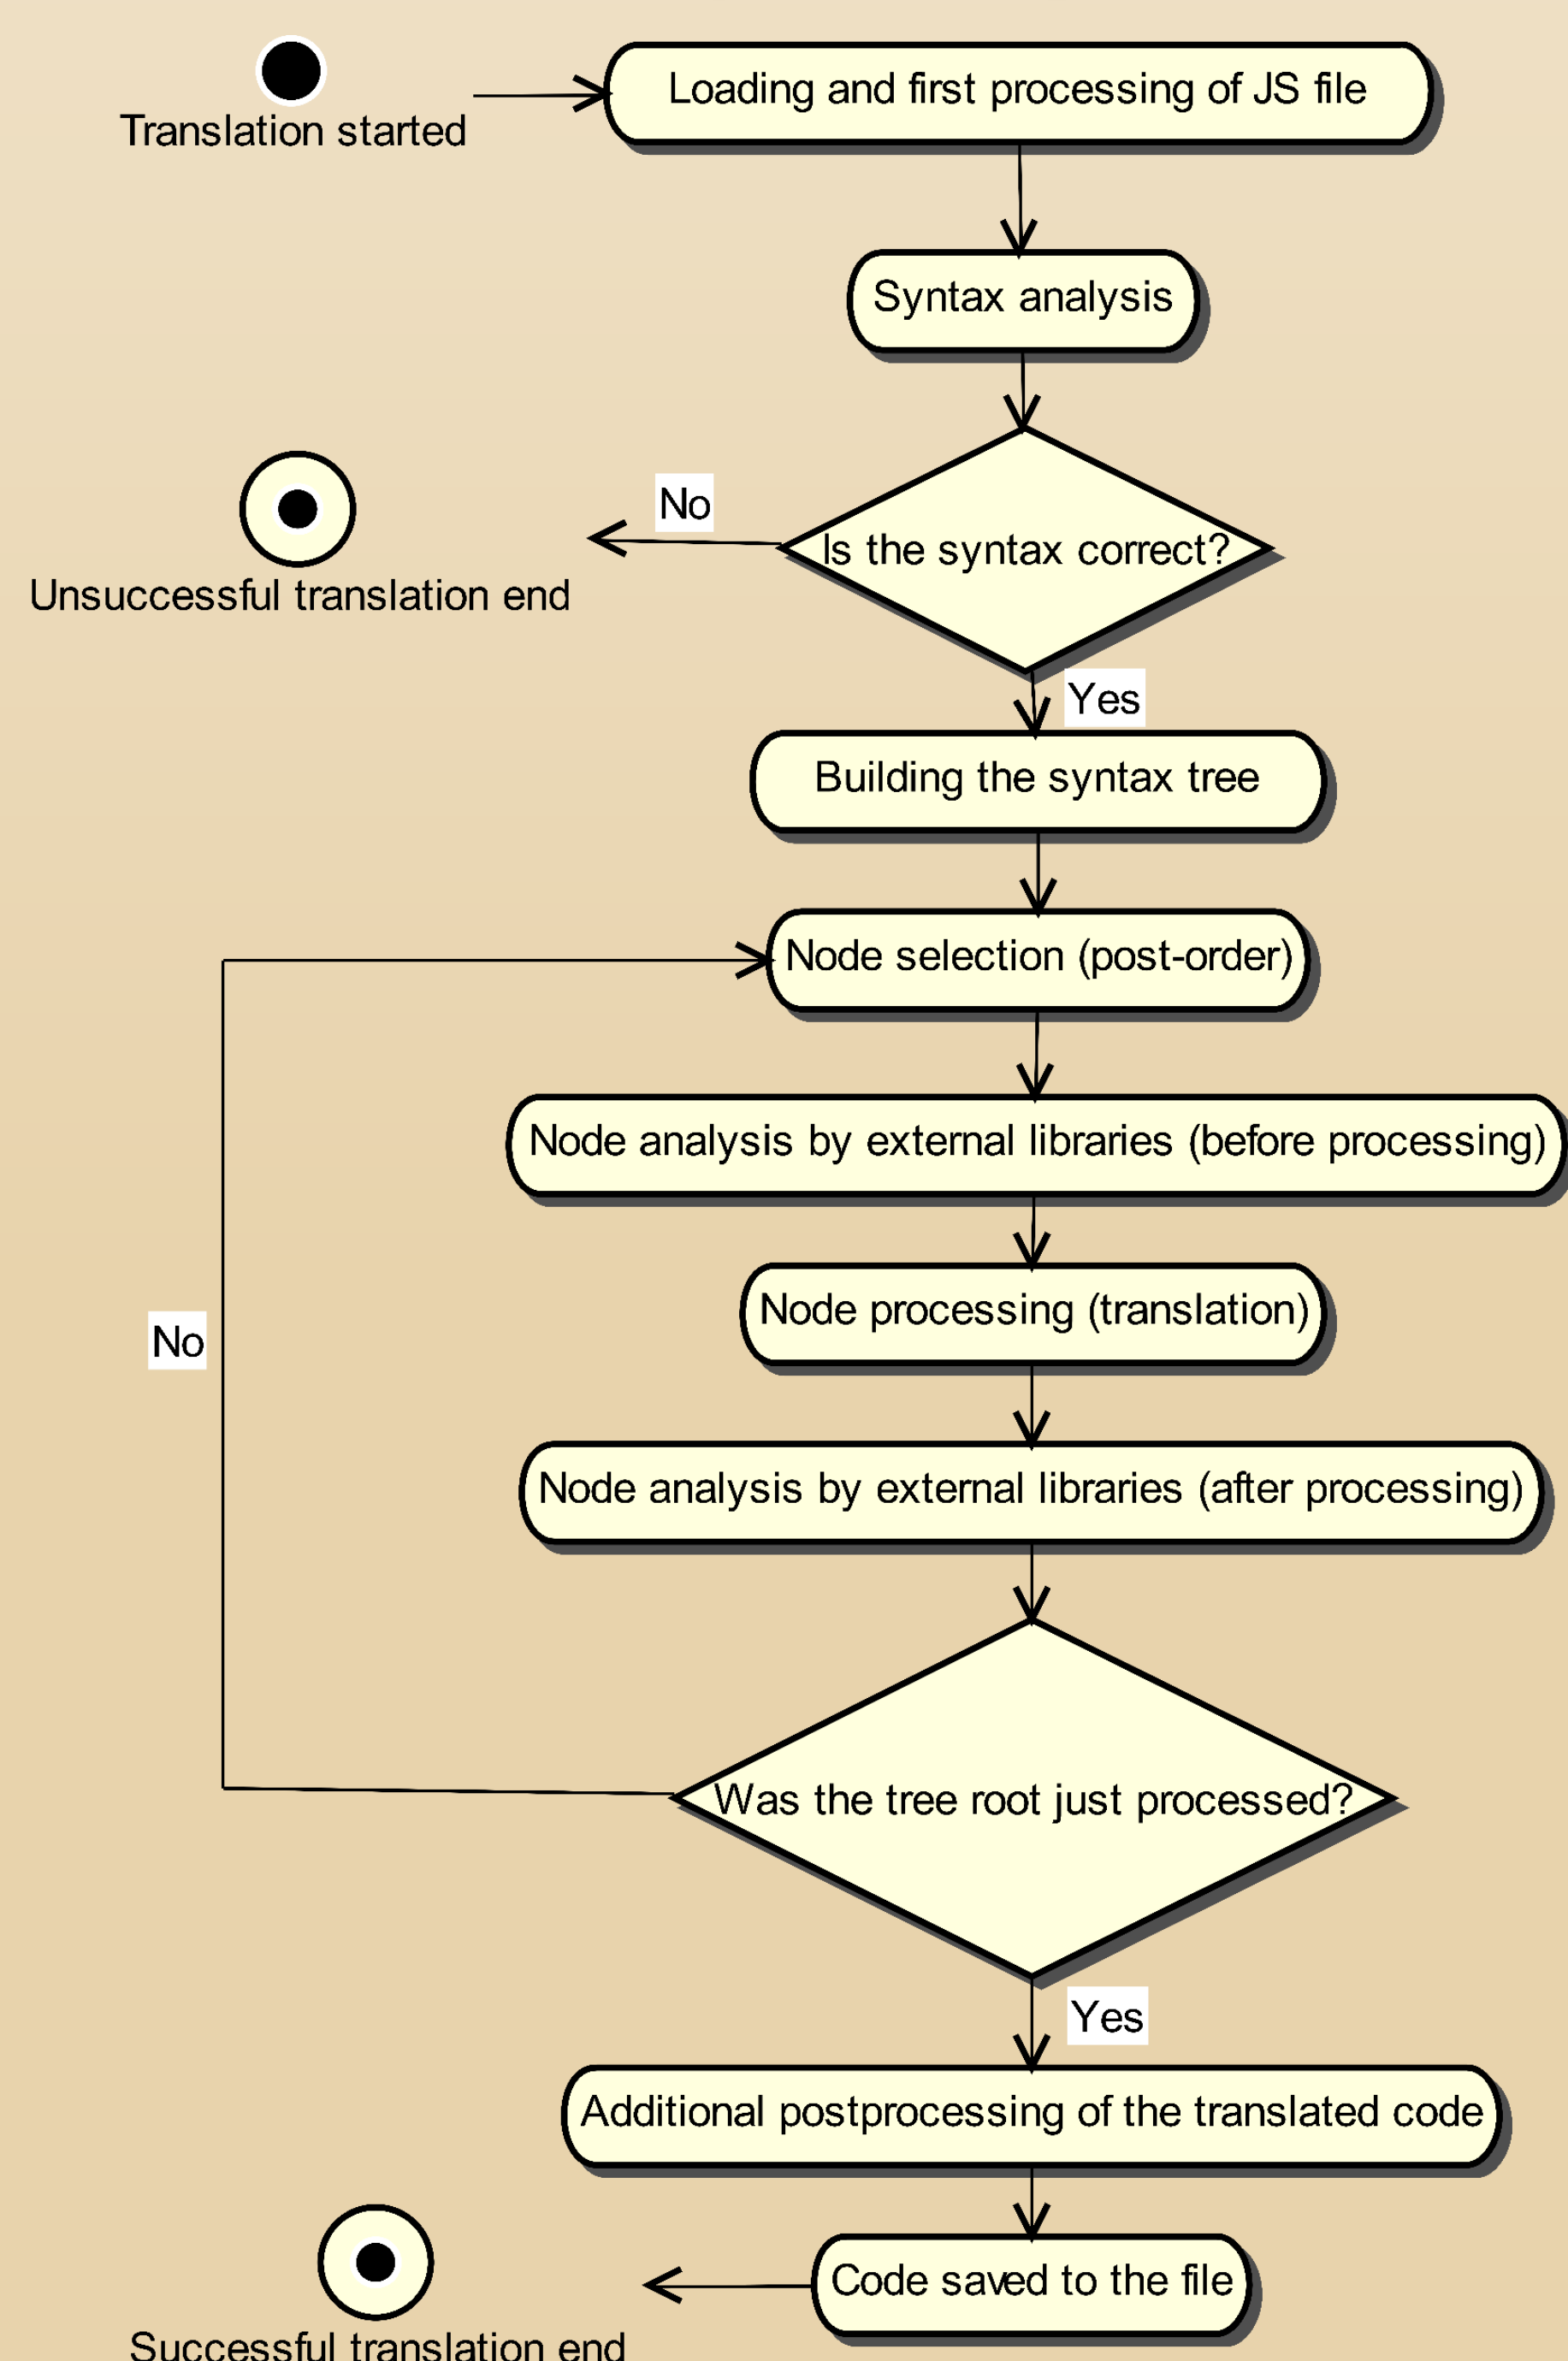 Translation started
Loading and first processing of JS file
Syntax analysis
No
Is the syntax correct?
Unsuccessful translation end
Yes
Building the syntax tree
Node selection (post-order)
Node analysis by external libraries (before processing)
Node processing (translation)
No
Node analysis by external libraries (after processing)
Was the tree root just processed?
Yes
Additional postprocessing of the translated code
Code saved to the file
Successful translation end